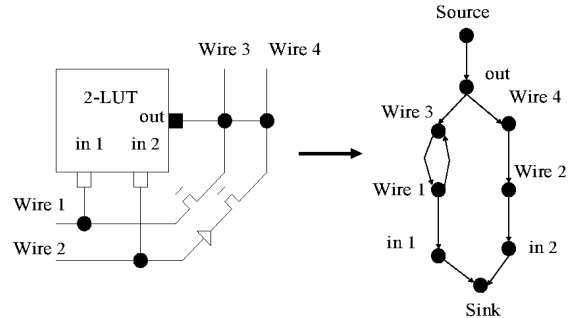 Source
Wire 3 Wire 4
2-LUT
out
in 1 in 2
Wire 1
Wire 2
out
Wire 3
Wire 4
Wire 1
Wire 2
in 1
in 2
Sink